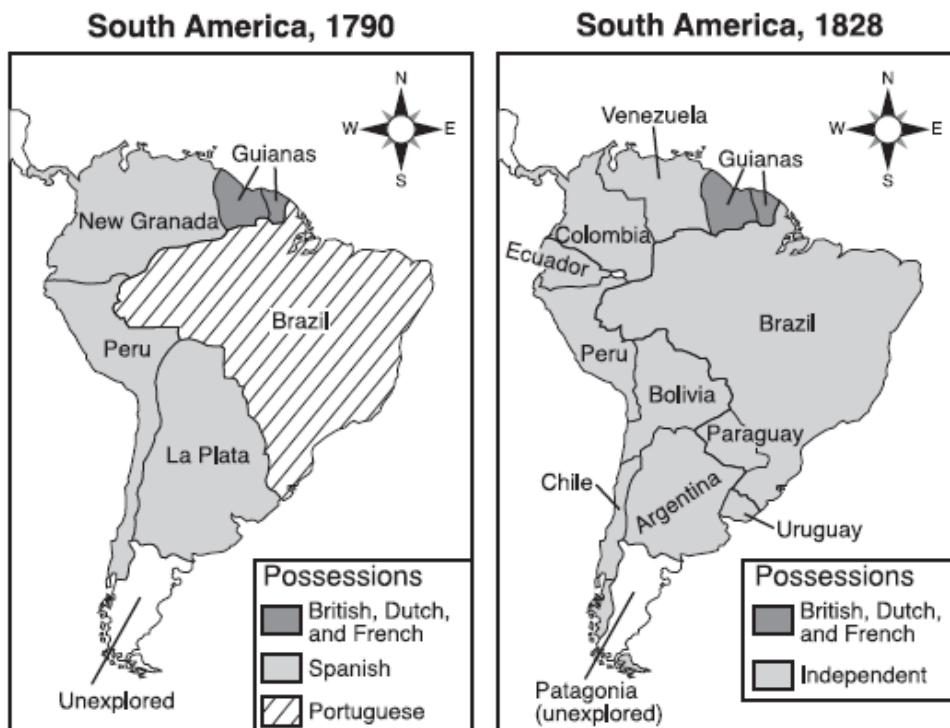 South America, 1790
N
W
E
S
Guianas
New Granada
Brazil
Peru
La Plata
Unexplored
Possessions
British, Dutch,
and French
Spanish
Portuguese
South America, 1828
N
W
E
S
Venezuela
Guianas
Colombia
Ecuador
Brazil
Peru
Bolivia
Paraguay
Chile
Argentina
Uruguay
Patagonia
(unexplored)
Possessions
British, Dutch,
and French
Independent